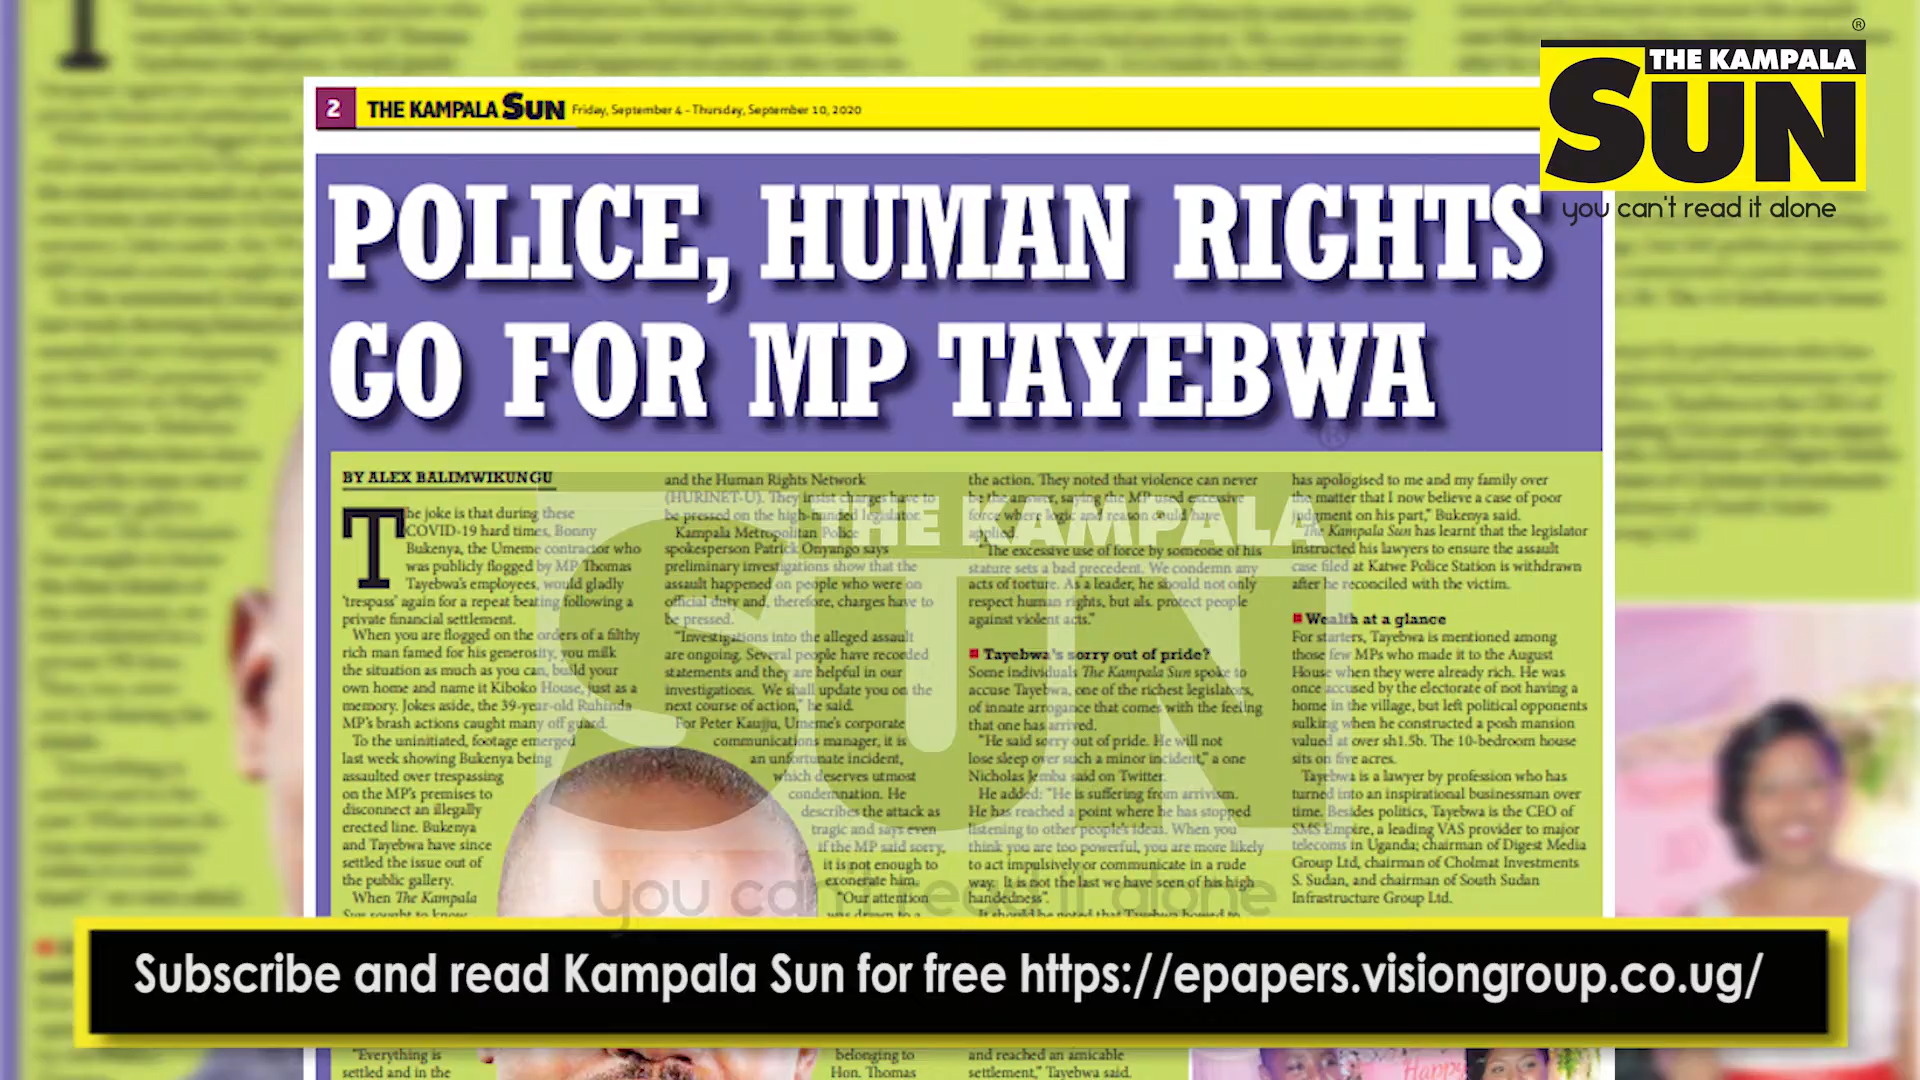 2 THE KAMPALA SUN Friday, September 4 - Thursday, September 10, 2020
®
THE KAMPALA
SUN
you can't read it alone
POLICE, HUMAN RIGHTS
GO FOR MP TAYEBWA
BY ALEX BALIMWIKUNGU
The joke is that during these
COVID-19 hard times, Bonny
Bukenya, the Umeme contractor who
was publicly flogged by MP Thomas
Tayebwa's employees, would gladly
'trespass' again for a repeat beating following a
private financial settlement.
When you are flogged on the orders of a filthy
rich man famed for his generosity, you milk
the situation as much as you can, build your
own home and name it Kiboko House, just as a
memory. Jokes aside, the 39-year-old Ruhinda
MP's brash actions caught many off guard.
To the uninitiated, footage emerged
last week showing Bukenya being
assaulted over trespassing
on the MP's premises to
disconnect an illegally
erected line. Bukenya
and Tayebwa have since
settled the issue out of
the public gallery.
When The Kampala
Sun sought to know
"Everything is
settled and in the
and the Human Rights Network
(HURINET-U). They insist charges have to
be pressed on the high-handed legislator.
Kampala Metropolitan Police
spokesperson Patrick Onyango says
preliminary investigations show that the
assault happened on people who were on
official duty and, therefore, charges have to
be pressed.
"Investigations into the alleged assault
are ongoing. Several people have recorded
statements and they are helpful in our
investigations. We shall update you on the
next course of action," he said.
For Peter Kaujju, Umeme's corporate
communications manager, it is
an unfortunate incident,
which deserves utmost
condemnation. He
describes the attack as
tragic and says even
if the MP said sorry,
it is not enough to
exonerate him.
"Our attention
was drawn to a
belonging to
Hon. Thomas
the action. They noted that violence can never
be the answer, saying the MP used excessive
force where logic and reason could have
applied.
"The excessive use of force by someone of his
stature sets a bad precedent. We condemn any
acts of torture. As a leader, he should not only
respect human rights, but als. protect people
against violent acts."
Tayebwa's sorry out of pride?
Some individuals The Kampala Sun spoke to
accuse Tayebwa, one of the richest legislators,
of innate arrogance that comes with the feeling
that one has arrived.
"He said sorry out of pride. He will not
lose sleep over such a minor incident," a one
Nicholas Jemba said on Twitter.
He added: "He is suffering from arrivism.
He has reached a point where he has stopped
listening to other people's ideas. When you
think you are too powerful, you are more likely
to act impulsively or communicate in a rude
way. It is not the last we have seen of his high
handedness".
It should be noted that Tayebwa bowed to
and reached an amicable
settlement," Tayebwa said.
has apologised to me and my family over
the matter that I now believe a case of poor
judgment on his part," Bukenya said.
The Kampala Sun has learnt that the legislator
instructed his lawyers to ensure the assault
case filed at Katwe Police Station is withdrawn
after he reconciled with the victim.
Wealth at a glance
For starters, Tayebwa is mentioned among
those few MPs who made it to the August
House when they were already rich. He was
once accused by the electorate of not having a
home in the village, but left political opponents
sulking when he constructed a posh mansion
valued at over sh1.5b. The 10-bedroom house
sits on five acres.
Tayebwa is a lawyer by profession who has
turned into an inspirational businessman over
time. Besides politics, Tayebwa is the CEO of
SMS Empire, a leading VAS provider to major
telecoms in Uganda; chairman of Digest Media
Group Ltd, chairman of Cholmat Investments
S. Sudan, and chairman of South Sudan
Infrastructure Group Ltd.
Happy
THE KAMPALA
SUN
you can't read it alone
Subscribe and read Kampala Sun for free https://epapers.visiongroup.co.ug/